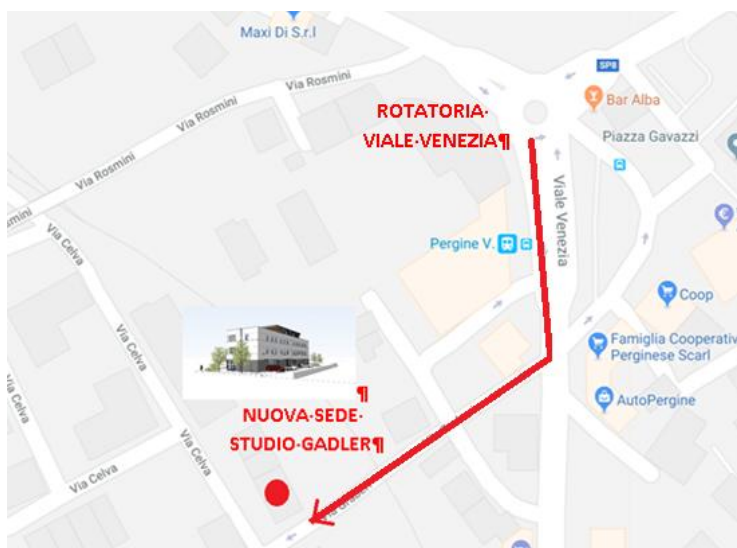 Maxi Di S.r.l
SP8
Via Rosmini
Bar Alba
ROTATORIA·
VIALE·VENEZIA¶
Piazza Gavazzi
Via Rosmini
Via Rosmini
smini
Via Celva
Viale Venezia
Pergine V.
Coop
Via Celva
Famiglia Cooperativ
Perginese Scarl
¶
NUOVA·SEDE·
STUDIO·GADLER¶
AutoPergine
Via Celva
Via Celva
Via Celva